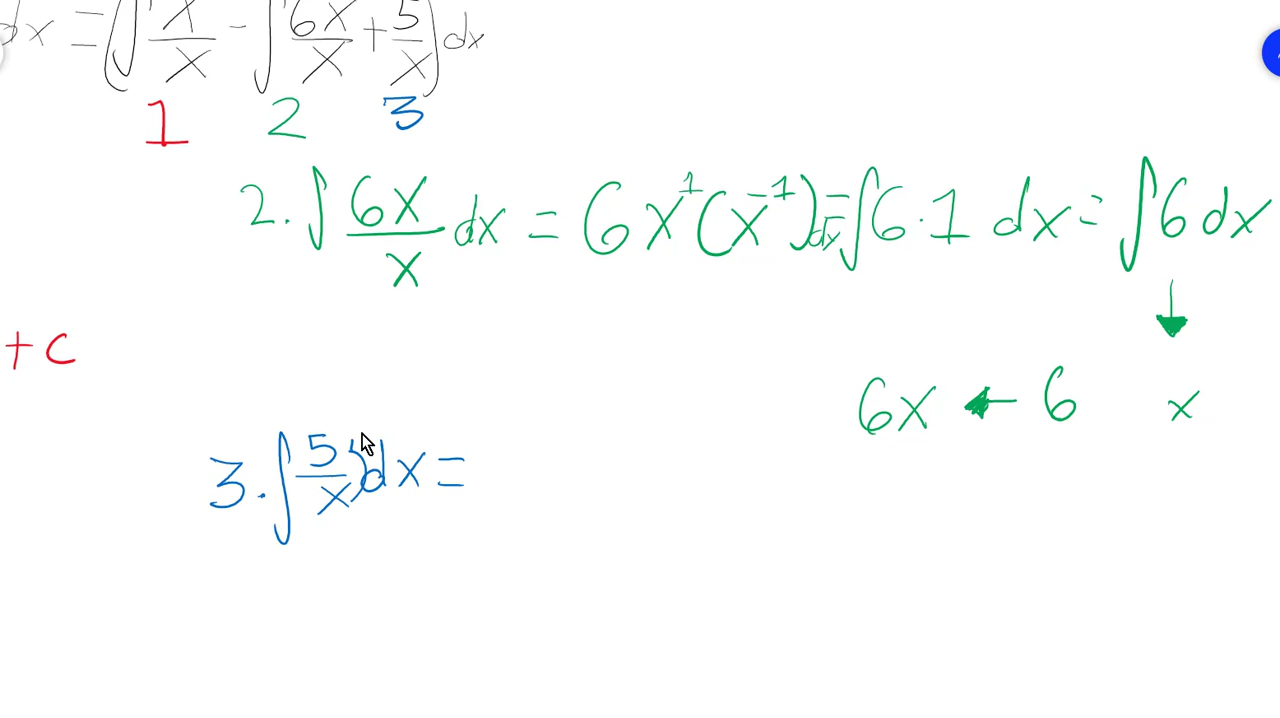 dx = (∫ x/x - ∫ 6x/x + 5/x) dx
1 2 3
2. ∫ 6x/x dx = 6x¹(x⁻¹)dx = ∫6·1 dx = ∫6 dx
↓
+ c
6x ← 6 x
3. ∫ 5/x) dx =